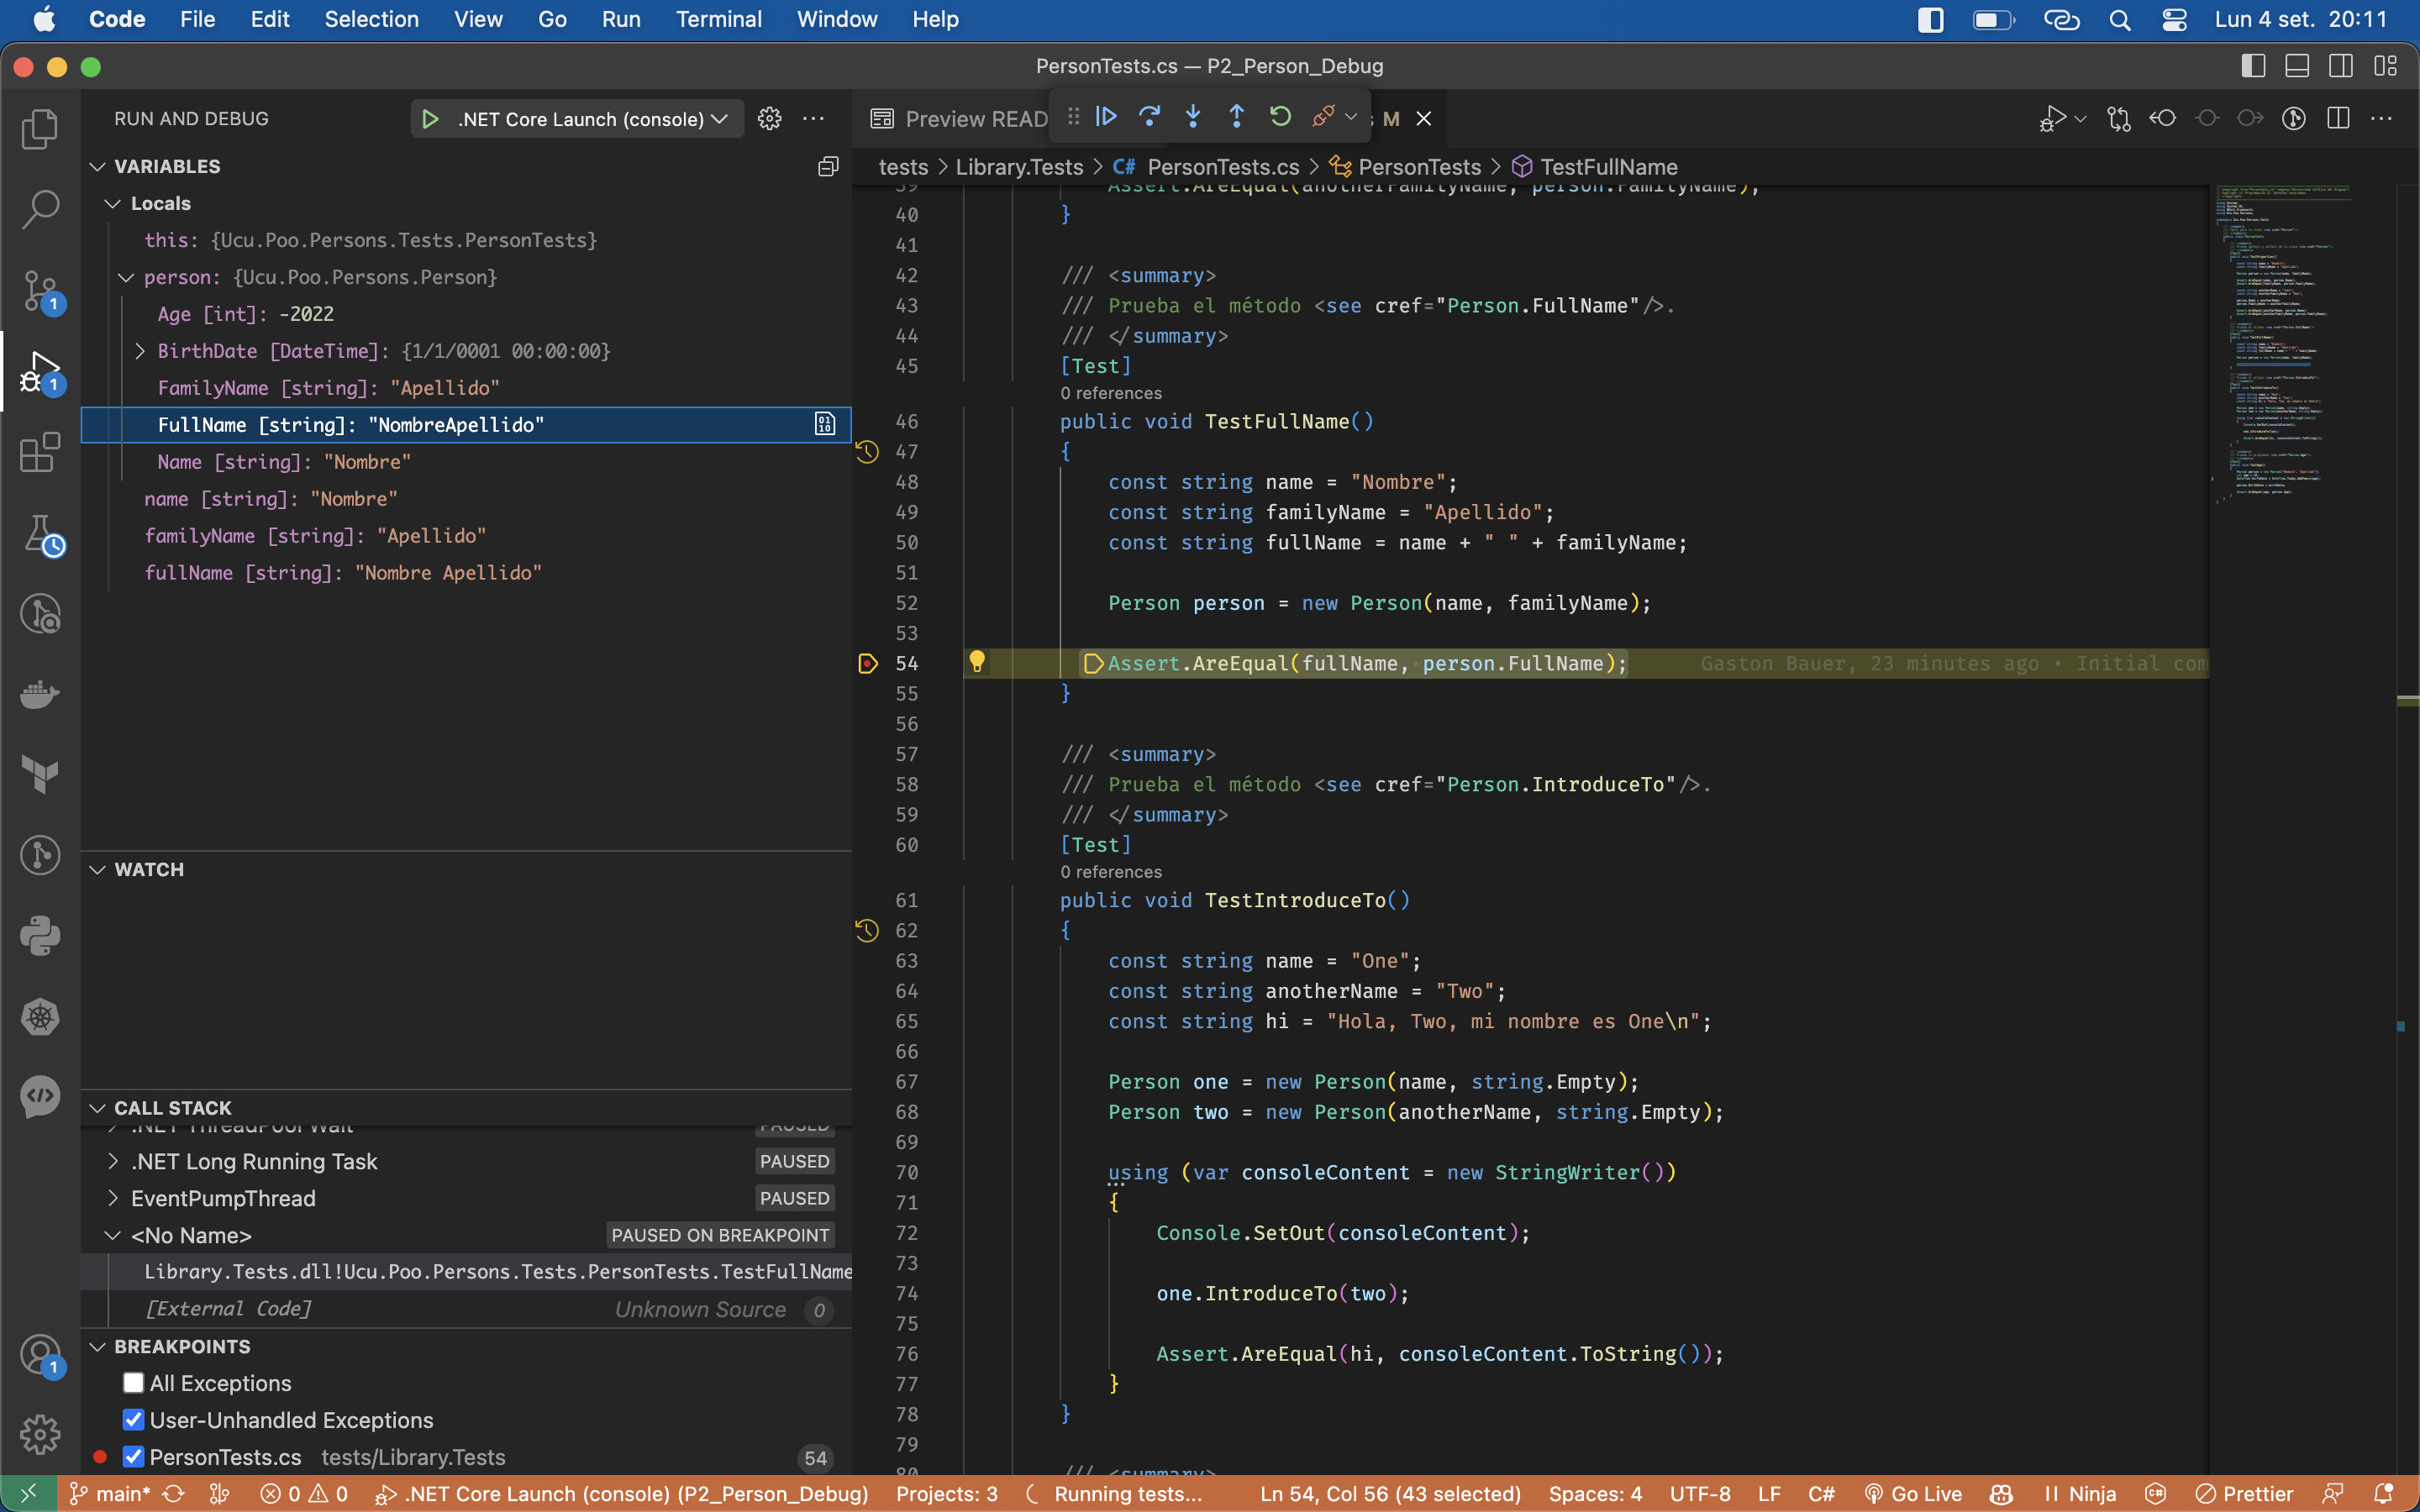 Code File Edit Selection View Go Run Terminal Window Help Lun 4 set. 20:11
PersonTests.cs — P2_Person_Debug
RUN AND DEBUG
.NET Core Launch (console)
Preview READ
M
VARIABLES
tests > Library.Tests > C# PersonTests.cs > PersonTests > TestFullName
Locals
this: {Ucu.Poo.Persons.Tests.PersonTests}
person: {Ucu.Poo.Persons.Person}
Age [int]: -2022
BirthDate [DateTime]: {1/1/0001 00:00:00}
FamilyName [string]: "Apellido"
FullName [string]: "NombreApellido"
Name [string]: "Nombre"
name [string]: "Nombre"
familyName [string]: "Apellido"
fullName [string]: "Nombre Apellido"
WATCH
CALL STACK
.NET ThreadPool Wait PAUSED
.NET Long Running Task PAUSED
EventPumpThread PAUSED
<No Name> PAUSED ON BREAKPOINT
Library.Tests.dll!Ucu.Poo.Persons.Tests.PersonTests.TestFullName
[External Code] Unknown Source 0
BREAKPOINTS
All Exceptions
User-Unhandled Exceptions
PersonTests.cs tests/Library.Tests 54
39 Assert.AreEqual(anotherFamilyName, person.FamilyName);
40 }
41
42 /// <summary>
43 /// Prueba el método <see cref="Person.FullName"/>.
44 /// </summary>
45 [Test]
0 references
46 public void TestFullName()
47 {
48 const string name = "Nombre";
49 const string familyName = "Apellido";
50 const string fullName = name + " " + familyName;
51
52 Person person = new Person(name, familyName);
53
54 Assert.AreEqual(fullName, person.FullName); Gaston Bauer, 23 minutes ago • Initial com
55 }
56
57 /// <summary>
58 /// Prueba el método <see cref="Person.IntroduceTo"/>.
59 /// </summary>
60 [Test]
0 references
61 public void TestIntroduceTo()
62 {
63 const string name = "One";
64 const string anotherName = "Two";
65 const string hi = "Hola, Two, mi nombre es One\n";
66
67 Person one = new Person(name, string.Empty);
68 Person two = new Person(anotherName, string.Empty);
69
70 using (var consoleContent = new StringWriter())
71 {
72 Console.SetOut(consoleContent);
73
74 one.IntroduceTo(two);
75
76 Assert.AreEqual(hi, consoleContent.ToString());
77 }
78 }
79
80 /// <summary>
main* 0 0 .NET Core Launch (console) (P2_Person_Debug) Projects: 3 Running tests... Ln 54, Col 56 (43 selected) Spaces: 4 UTF-8 LF C# Go Live Ninja Prettier